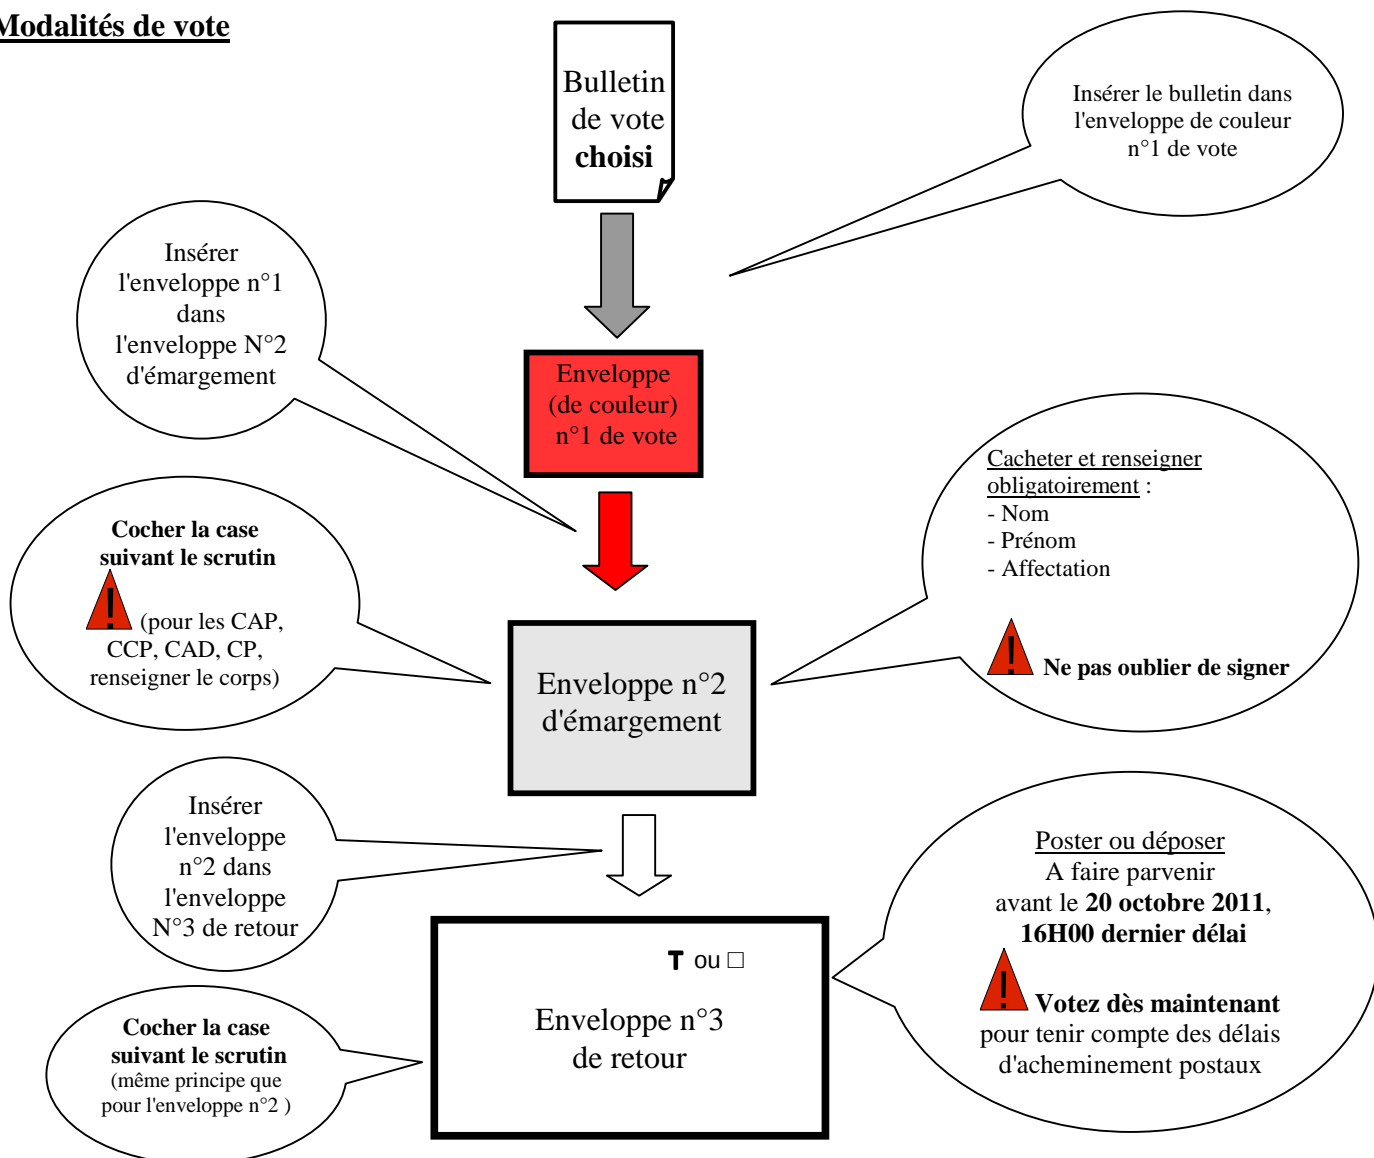 Modalités de vote
Bulletin
de vote
choisi
Insérer le bulletin dans
l'enveloppe de couleur
n°1 de vote
Insérer
l'enveloppe n°1
dans
l'enveloppe N°2
d'émargement
Enveloppe
(de couleur)
n°1 de vote
Cocher la case
suivant le scrutin
! (pour les CAP,
CCP, CAD, CP,
renseigner le corps)
Cacheter et renseigner
obligatoirement :
- Nom
- Prénom
- Affectation
! Ne pas oublier de signer
Enveloppe n°2
d'émargement
Insérer
l'enveloppe
n°2 dans
l'enveloppe
N°3 de retour
Poster ou déposer
A faire parvenir
avant le 20 octobre 2011,
16H00 dernier délai
! Votez dès maintenant
pour tenir compte des délais
d'acheminement postaux
T ou □
Enveloppe n°3
de retour
Cocher la case
suivant le scrutin
(même principe que
pour l'enveloppe n°2 )